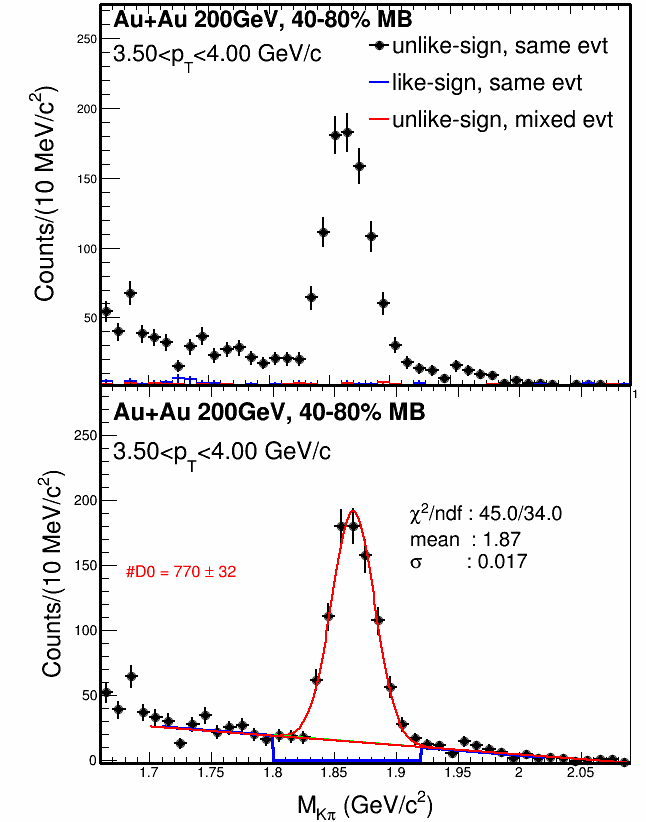 Au+Au 200GeV, 40-80% MB
3.50<p_T<4.00 GeV/c
unlike-sign, same evt
like-sign, same evt
unlike-sign, mixed evt
Counts/(10 MeV/c²)
250
200
150
100
50
1
Au+Au 200GeV, 40-80% MB
3.50<p_T<4.00 GeV/c
χ²/ndf : 45.0/34.0
mean : 1.87
σ : 0.017
#D0 = 770 ± 32
Counts/(10 MeV/c²)
250
200
150
100
50
0
1.7 1.75 1.8 1.85 1.9 1.95 2 2.05
M_Kπ (GeV/c²)